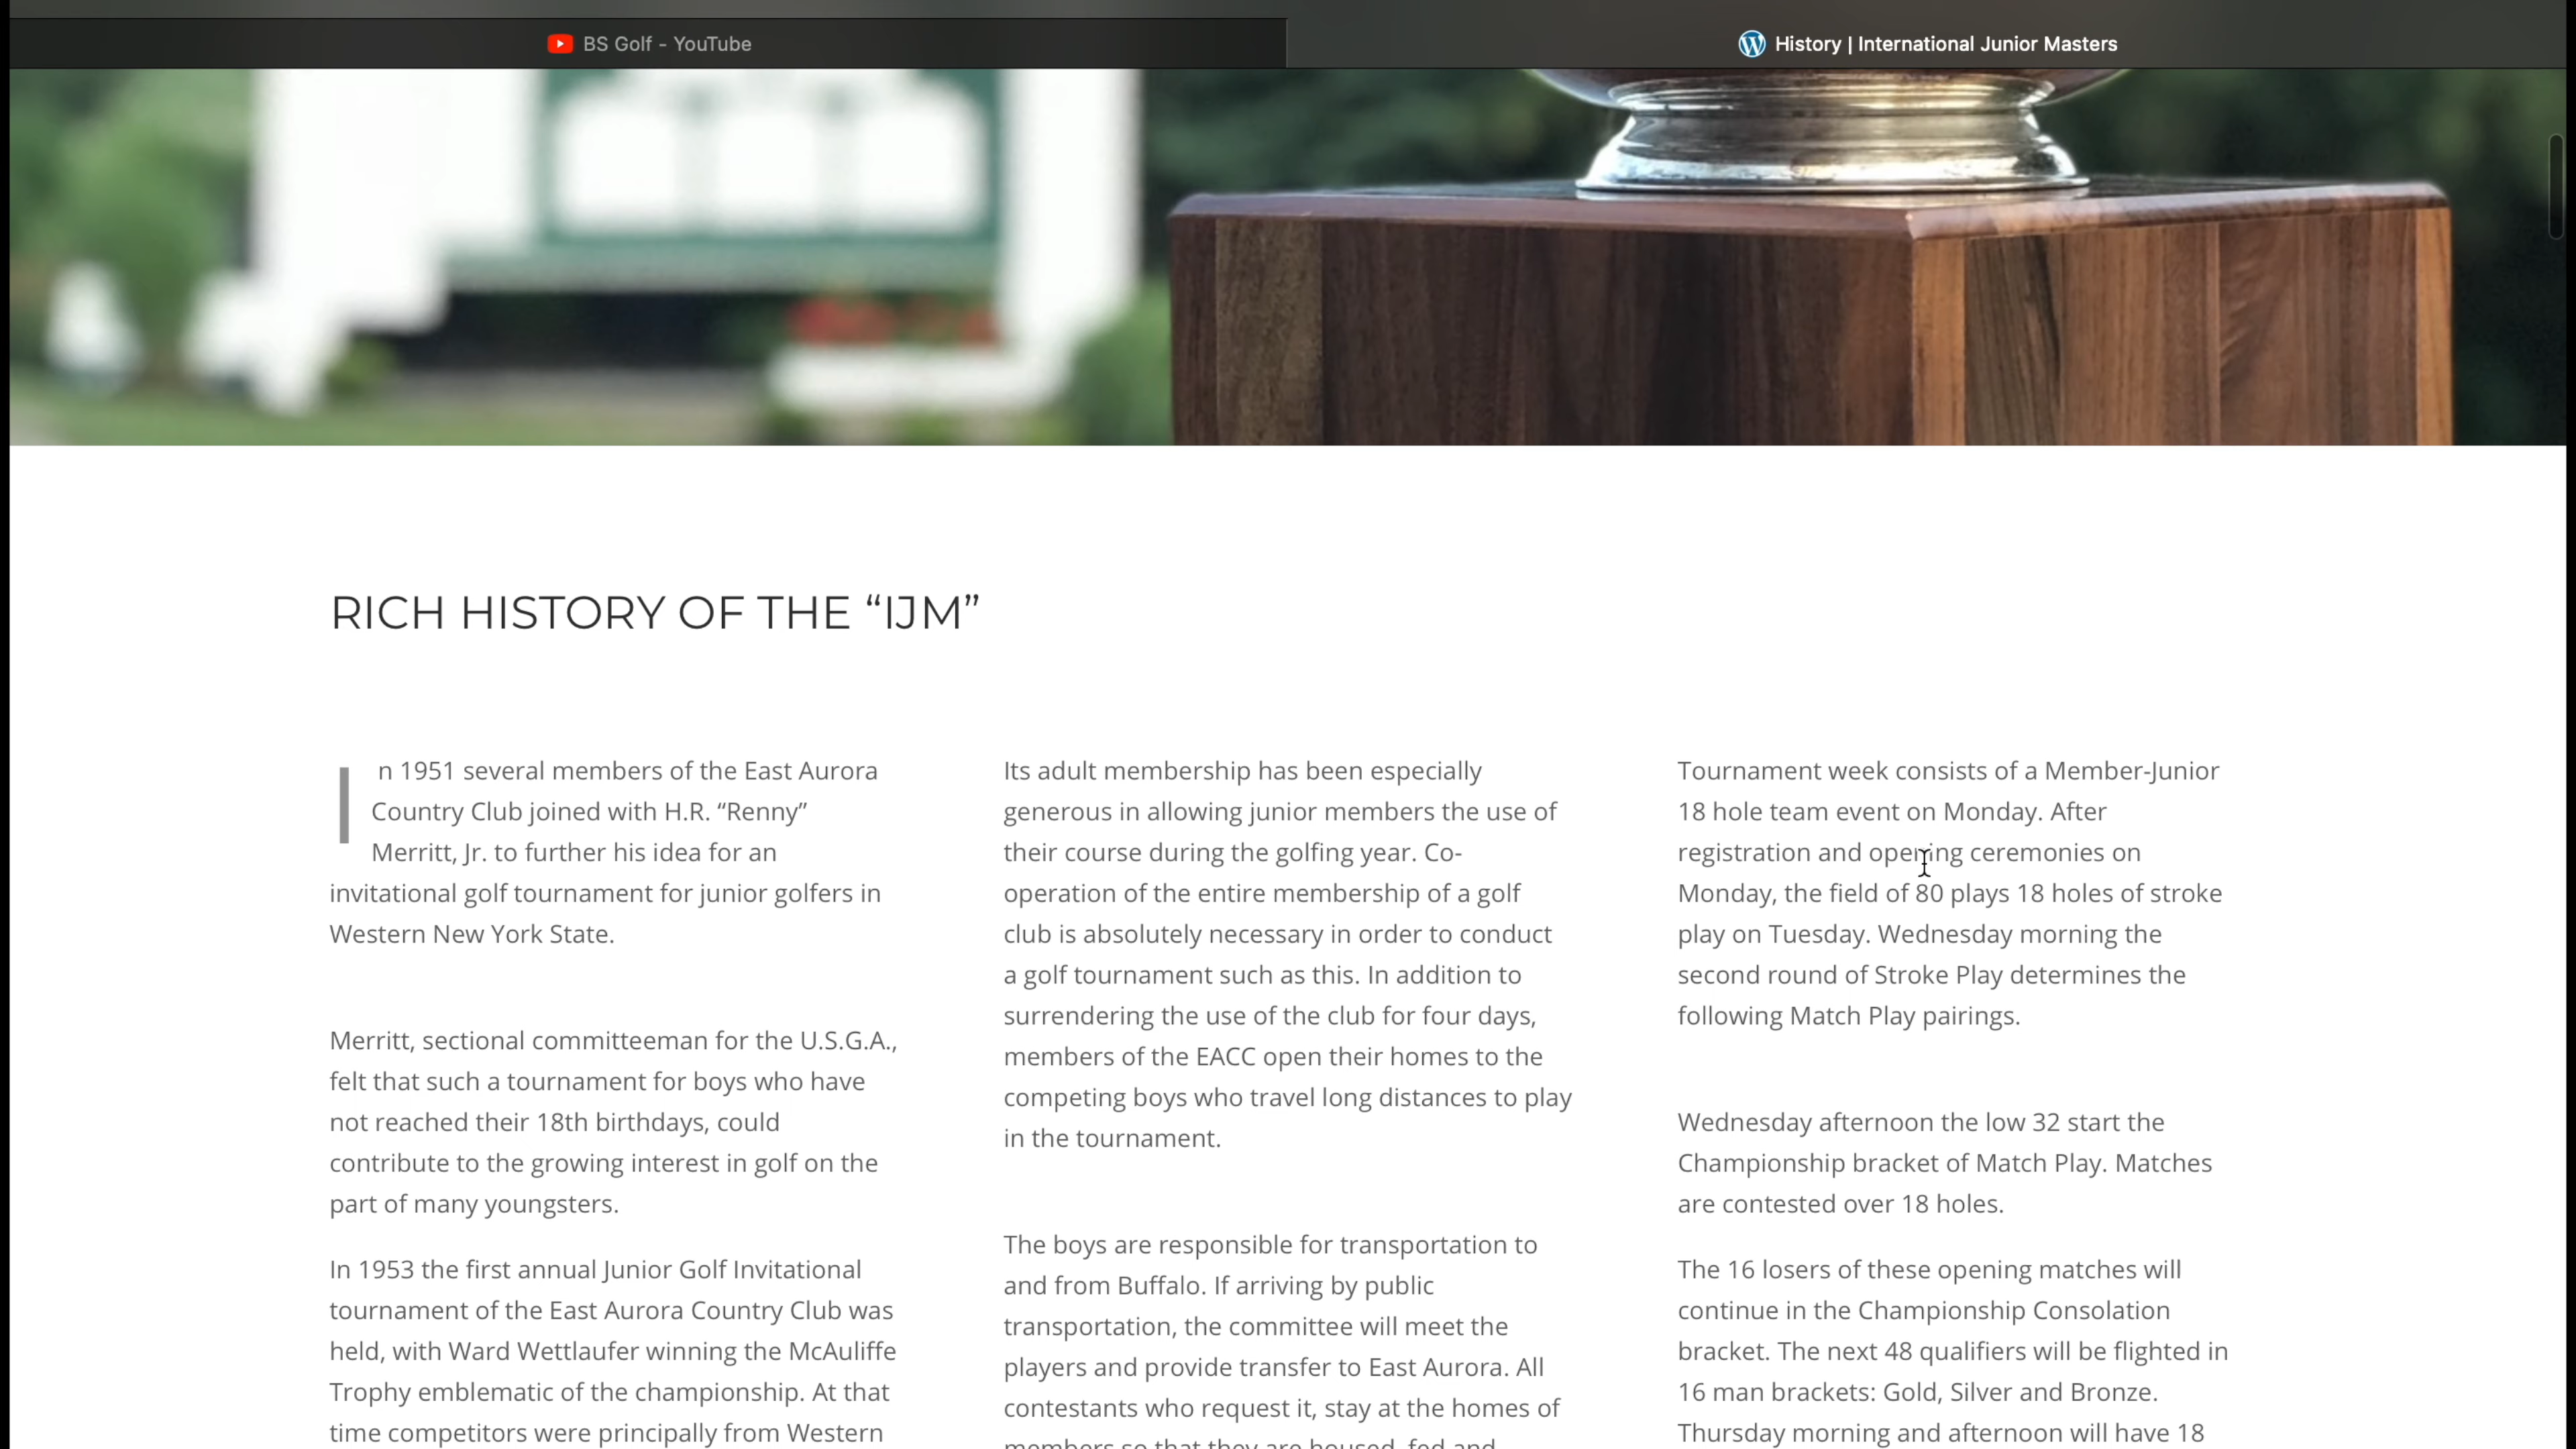 BS Golf - YouTube
History | International Junior Masters
RICH HISTORY OF THE “IJM”
In 1951 several members of the East Aurora
Country Club joined with H.R. “Renny”
Merritt, Jr. to further his idea for an
invitational golf tournament for junior golfers in
Western New York State.
Merritt, sectional committeeman for the U.S.G.A.,
felt that such a tournament for boys who have
not reached their 18th birthdays, could
contribute to the growing interest in golf on the
part of many youngsters.
In 1953 the first annual Junior Golf Invitational
tournament of the East Aurora Country Club was
held, with Ward Wettlaufer winning the McAuliffe
Trophy emblematic of the championship. At that
time competitors were principally from Western
Its adult membership has been especially
generous in allowing junior members the use of
their course during the golfing year. Co-
operation of the entire membership of a golf
club is absolutely necessary in order to conduct
a golf tournament such as this. In addition to
surrendering the use of the club for four days,
members of the EACC open their homes to the
competing boys who travel long distances to play
in the tournament.
The boys are responsible for transportation to
and from Buffalo. If arriving by public
transportation, the committee will meet the
players and provide transfer to East Aurora. All
contestants who request it, stay at the homes of
members so that they are housed, fed and
Tournament week consists of a Member-Junior
18 hole team event on Monday. After
registration and opening ceremonies on
Monday, the field of 80 plays 18 holes of stroke
play on Tuesday. Wednesday morning the
second round of Stroke Play determines the
following Match Play pairings.
Wednesday afternoon the low 32 start the
Championship bracket of Match Play. Matches
are contested over 18 holes.
The 16 losers of these opening matches will
continue in the Championship Consolation
bracket. The next 48 qualifiers will be flighted in
16 man brackets: Gold, Silver and Bronze.
Thursday morning and afternoon will have 18